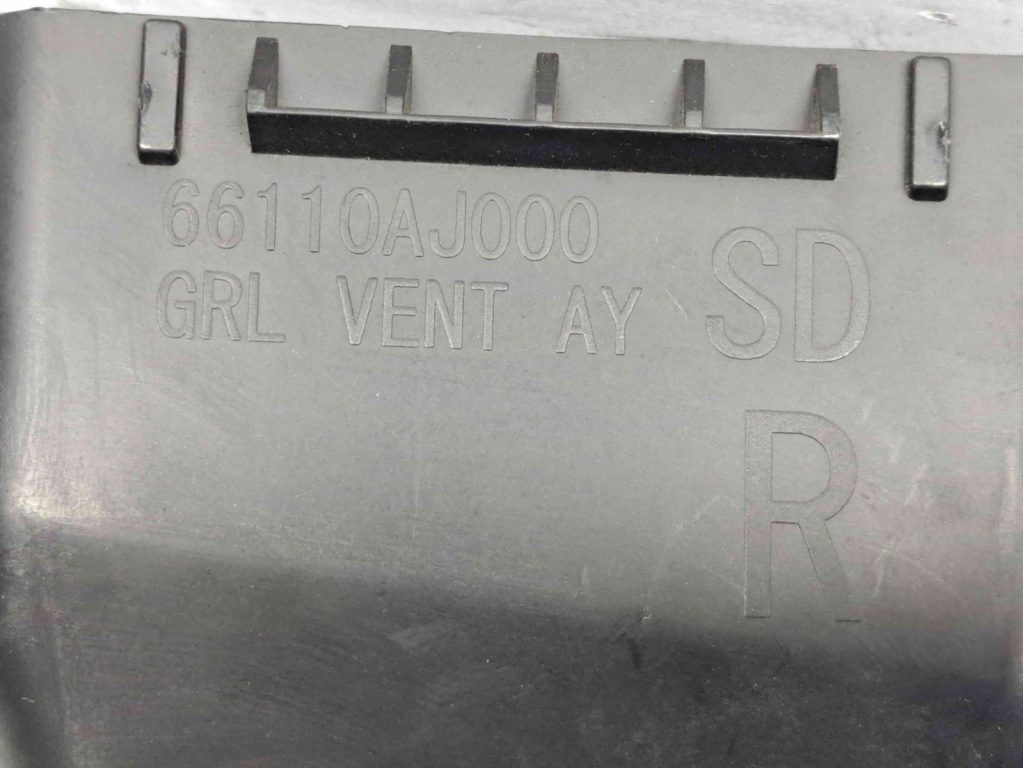 66110AJ000
GRL VENT AY
SD
R